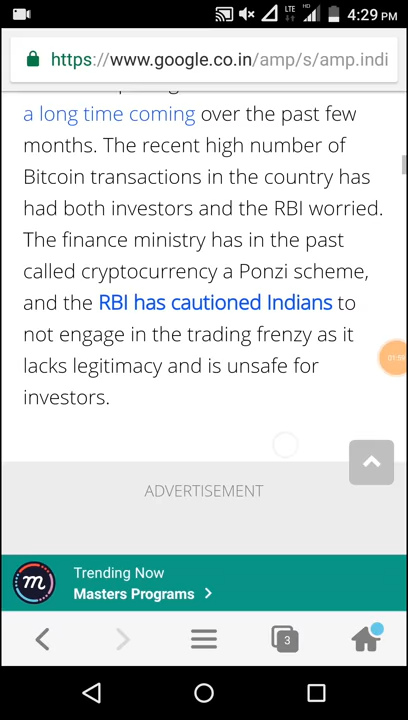 LTE
HD
4:29 PM
https://www.google.co.in/amp/s/amp.indi
a long time coming over the past few
months. The recent high number of
Bitcoin transactions in the country has
had both investors and the RBI worried.
The finance ministry has in the past
called cryptocurrency a Ponzi scheme,
and the RBI has cautioned Indians to
not engage in the trading frenzy as it
lacks legitimacy and is unsafe for
investors.
ADVERTISEMENT
m
Trending Now
Masters Programs
3